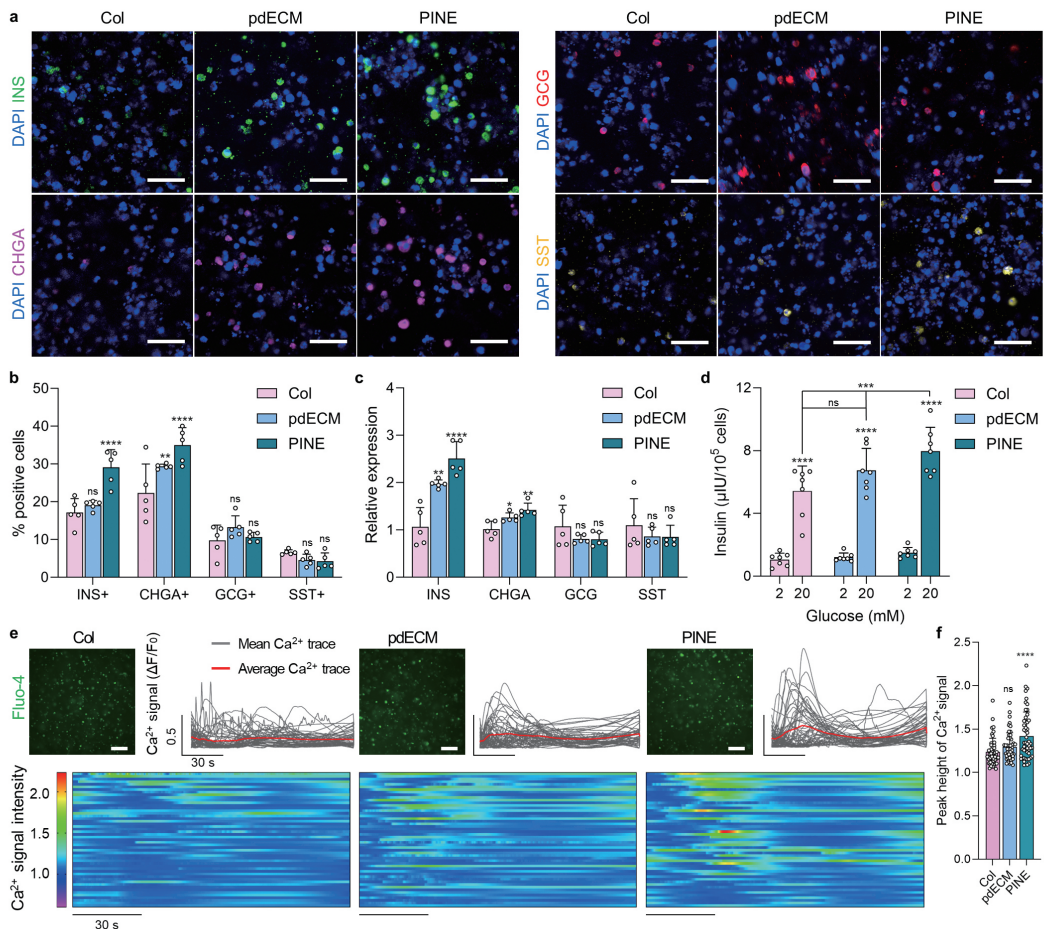 a
Col pdECM PINE
DAPI INS
DAPI CHGA
Col pdECM PINE
DAPI GCG
DAPI SST
b
% positive cells
60
50
40
30
20
10
0
Col
pdECM
PINE
ns
****
**
****
ns
ns
ns
ns
INS+ CHGA+ GCG+ SST+
c
Relative expression
4
3
2
1
0
Col
pdECM
PINE
**
****
*
**
ns
ns
ns
ns
INS CHGA GCG SST
d
Insulin (µIU/10⁵ cells)
12
8
4
0
***
ns
****
****
****
Col
pdECM
PINE
2 20 2 20 2 20
Glucose (mM)
e
Col
Fluo-4
Ca²⁺ signal (ΔF/F₀)
Mean Ca²⁺ trace
Average Ca²⁺ trace
0.5
30 s
pdECM
PINE
Ca²⁺ signal intensity
2.0
1.5
1.0
30 s
f
Peak height of Ca²⁺signal
2.5
2.0
1.5
1.0
0.5
0.0
ns
****
Col
pdECM
PINE